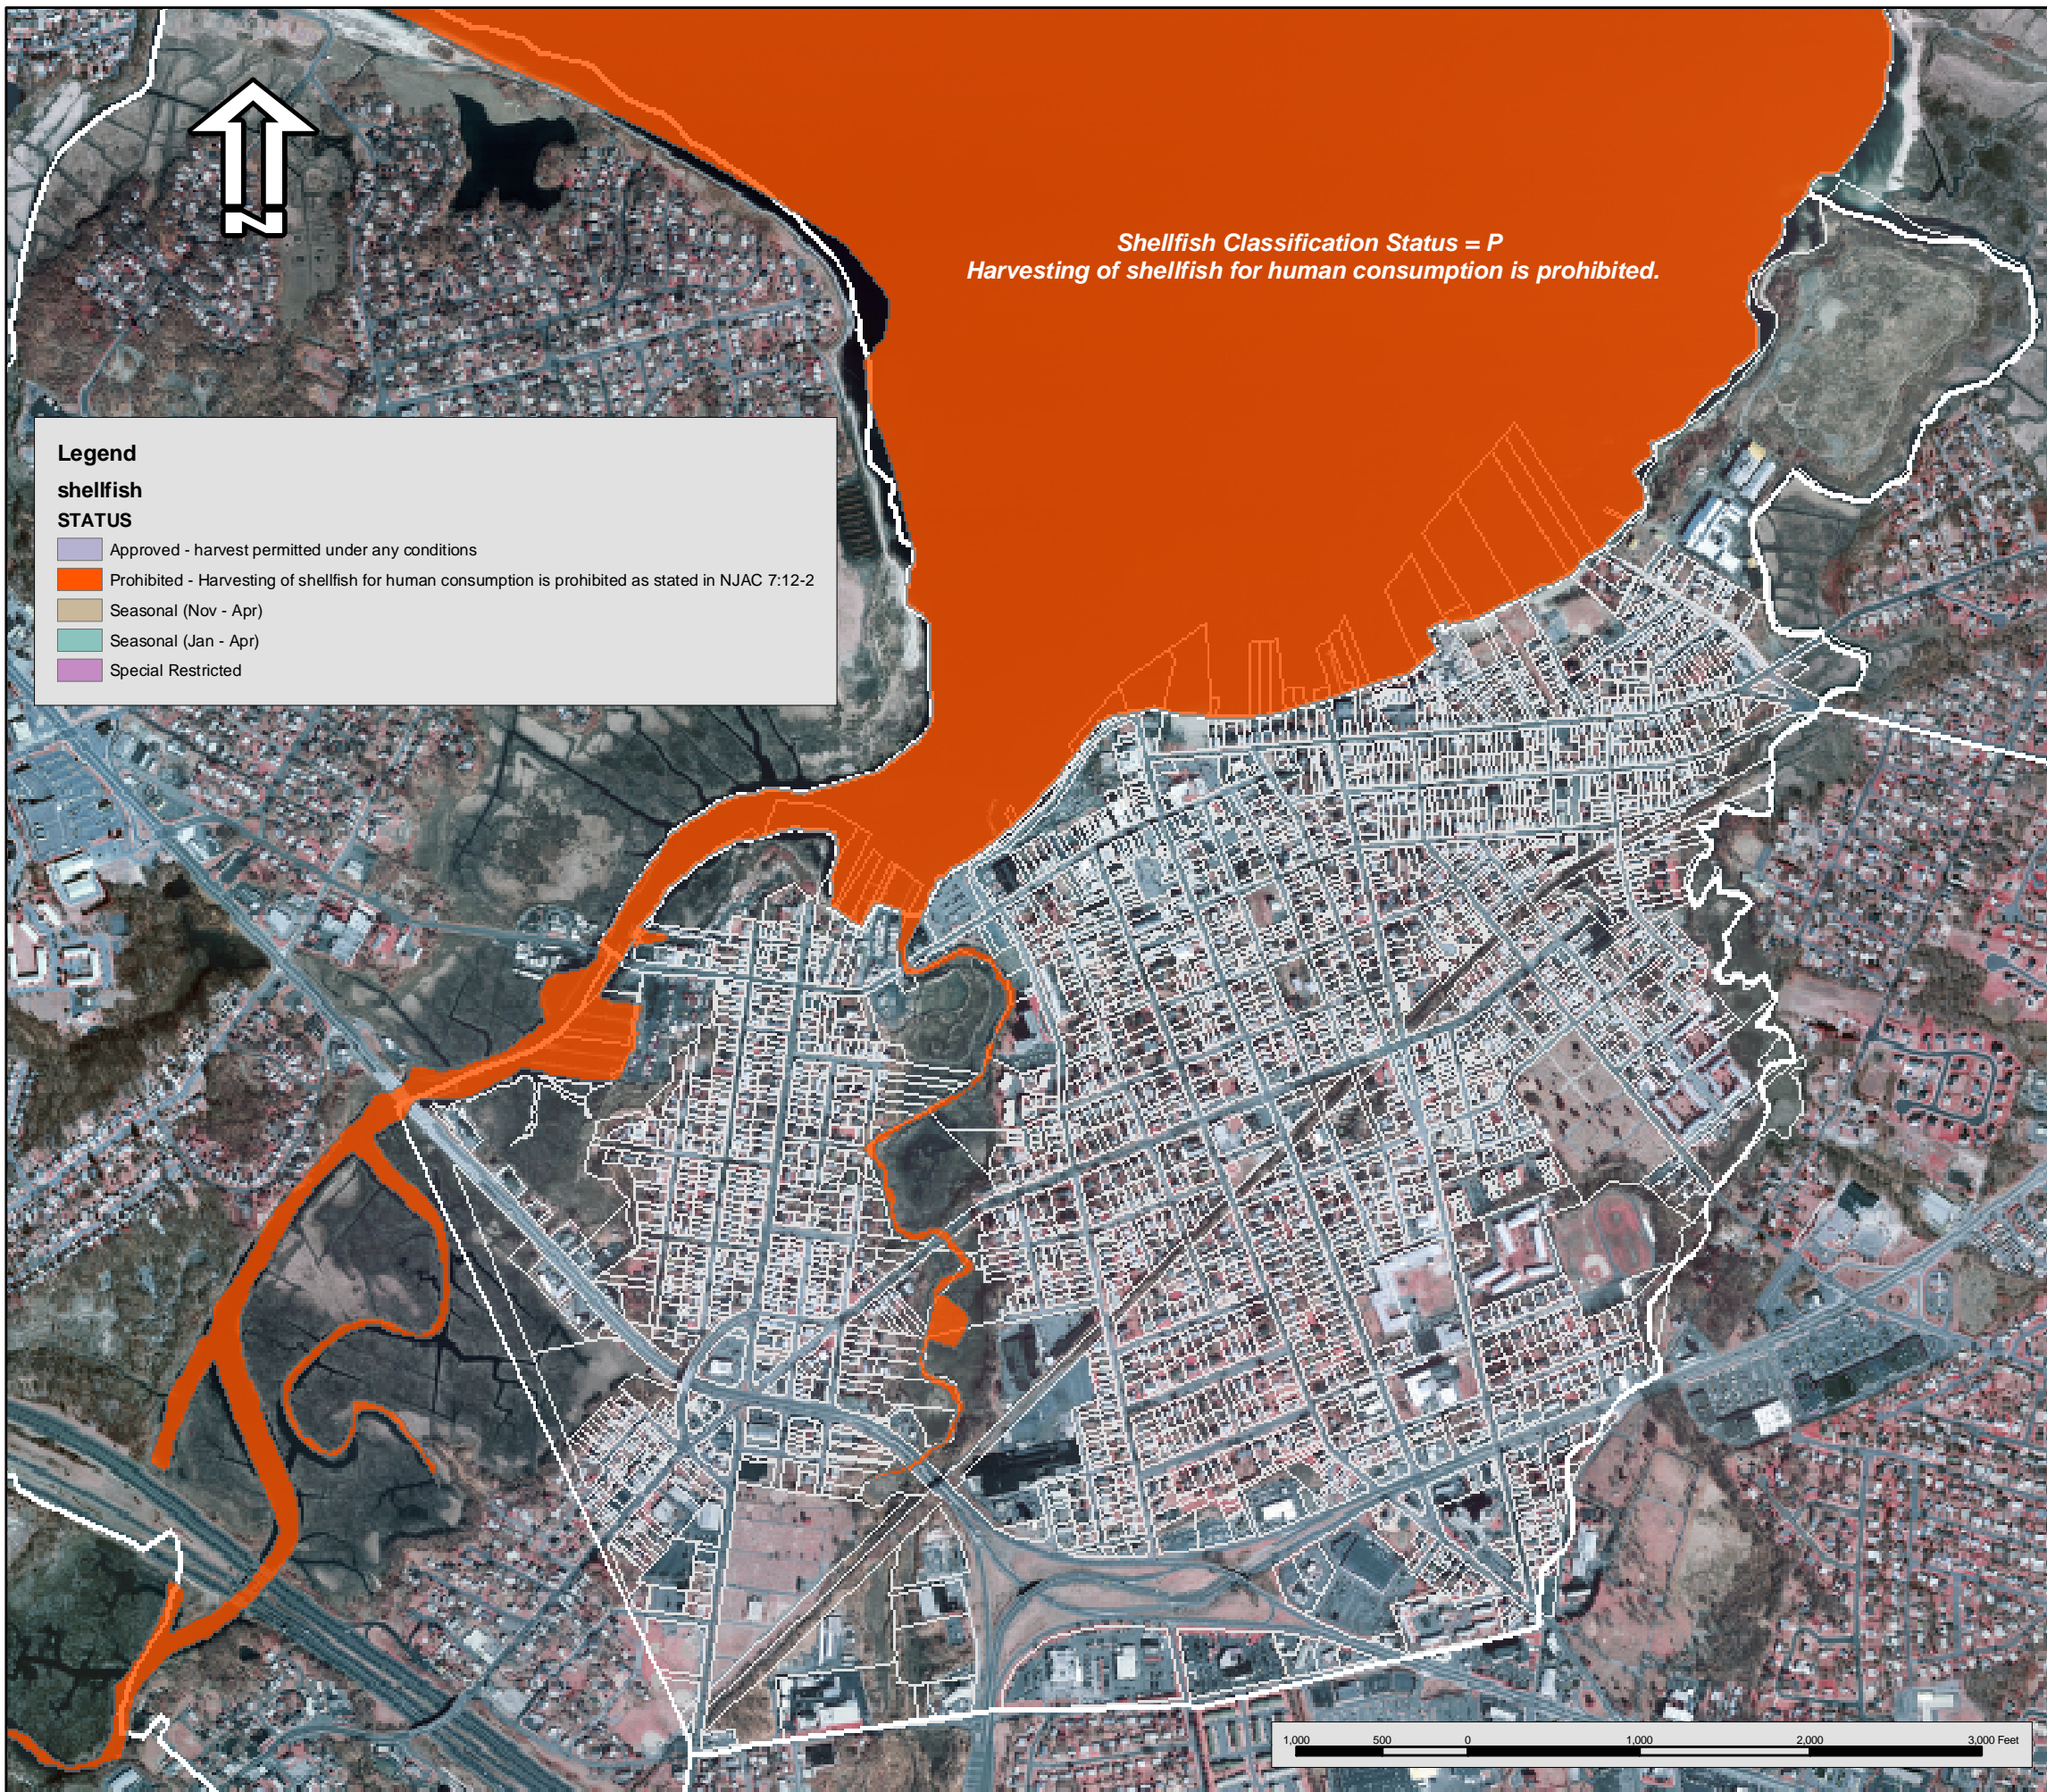 N
Shellfish Classification Status = P
Harvesting of shellfish for human consumption is prohibited.
Legend
shellfish
STATUS
Approved - harvest permitted under any conditions
Prohibited - Harvesting of shellfish for human consumption is prohibited as stated in NJAC 7:12-2
Seasonal (Nov - Apr)
Seasonal (Jan - Apr)
Special Restricted
1,000 500 0 1,000 2,000 3,000 Feet